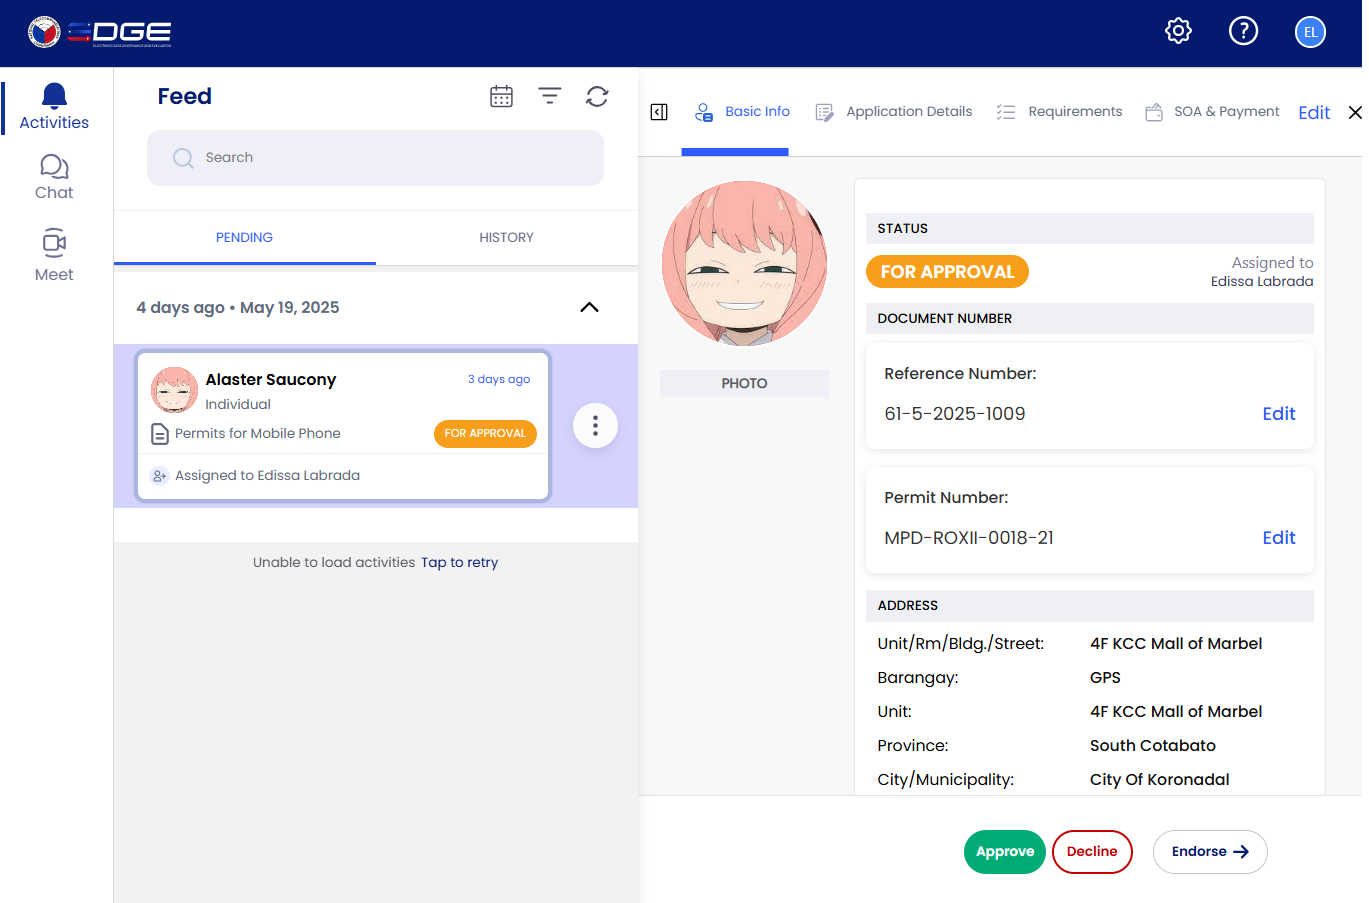 EDGE
ELECTRONIC DATA GOVERNANCE AND EVALUATION
EL
Activities
Chat
Meet
Feed
Search
PENDING
HISTORY
4 days ago • May 19, 2025
Alaster Saucony
3 days ago
Individual
Permits for Mobile Phone
FOR APPROVAL
Assigned to Edissa Labrada
Unable to load activities Tap to retry
Basic Info
Application Details
Requirements
SOA & Payment
Edit
PHOTO
STATUS
FOR APPROVAL
Assigned to
Edissa Labrada
DOCUMENT NUMBER
Reference Number:
61-5-2025-1009
Edit
Permit Number:
MPD-ROXII-0018-21
Edit
ADDRESS
Unit/Rm/Bldg./Street: 4F KCC Mall of Marbel
Barangay: GPS
Unit: 4F KCC Mall of Marbel
Province: South Cotabato
City/Municipality: City Of Koronadal
Approve
Decline
Endorse